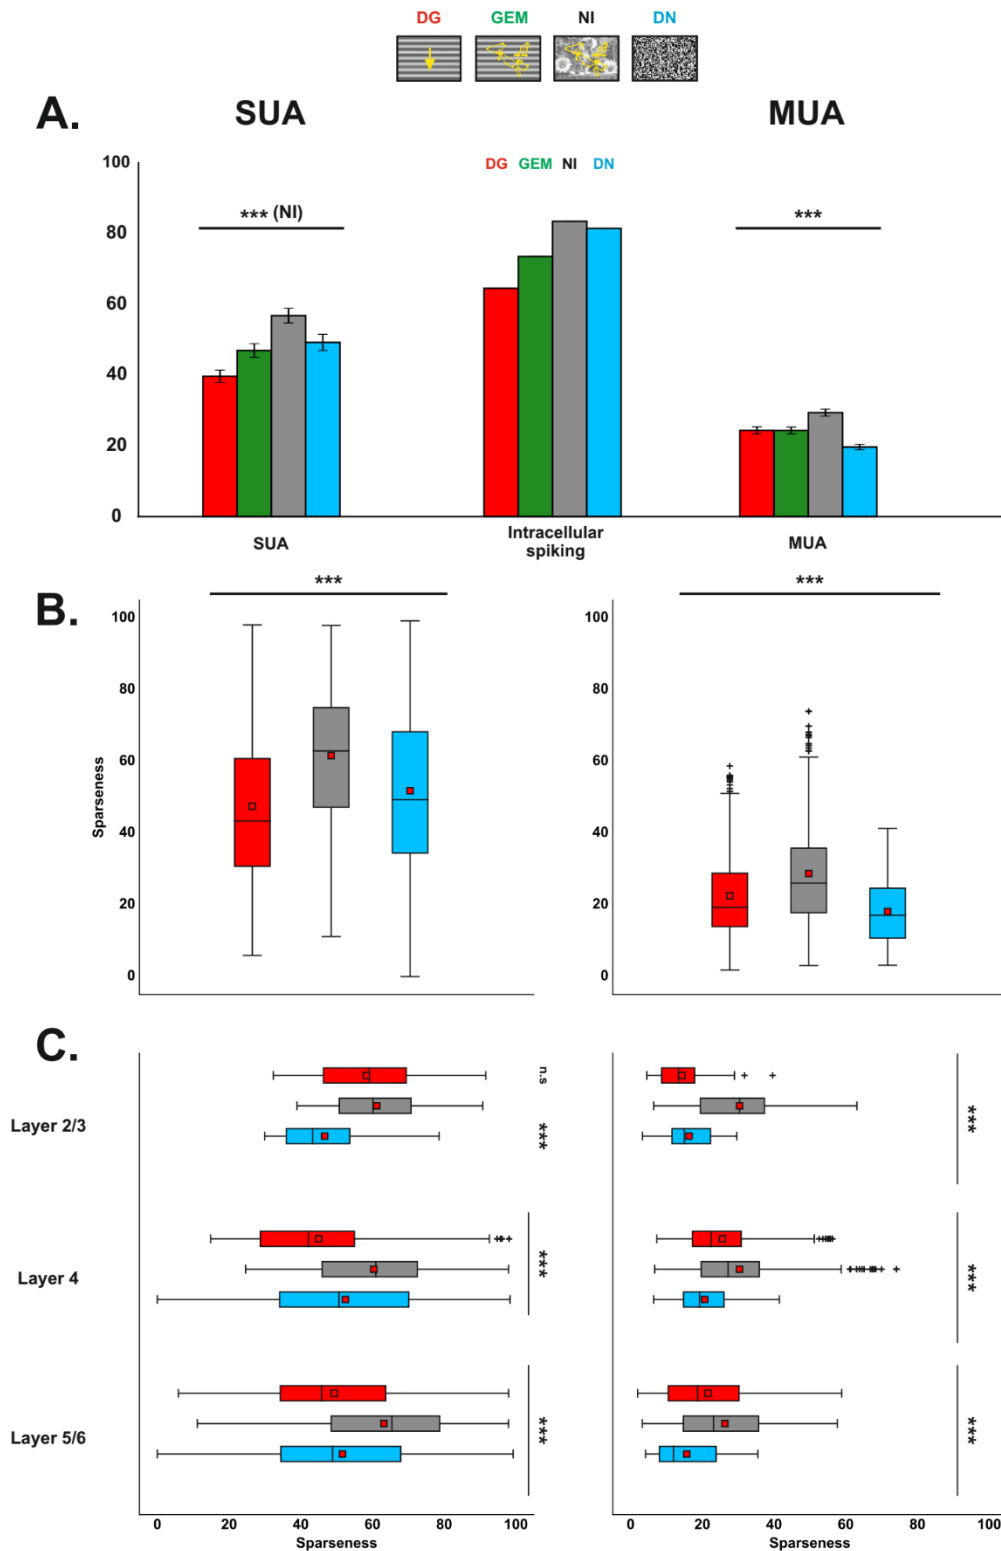 DG GEM NI DN
A. SUA MUA
DG GEM NI DN
100
80
60
40
20
0
*** (NI)
***
SUA
Intracellular
spiking
MUA
B.
***
***
Sparseness
100
80
60
40
20
0
100
80
60
40
20
0
C.
Layer 2/3
n.s
***
***
Layer 4
***
***
Layer 5/6
***
***
0 20 40 60 80 100
Sparseness
0 20 40 60 80 100
Sparseness